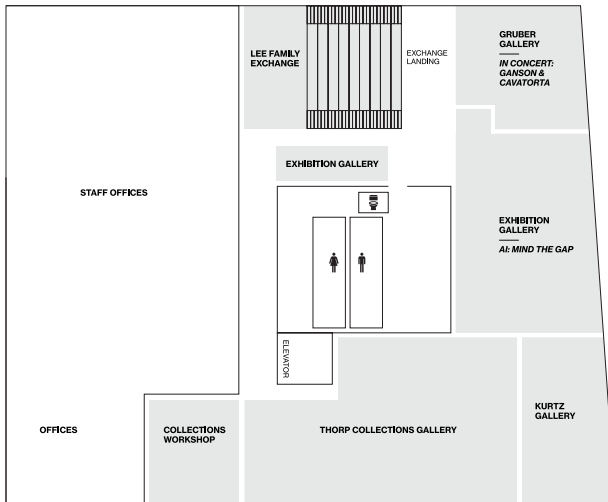 LEE FAMILY
EXCHANGE
EXCHANGE
LANDING
GRUBER
GALLERY
IN CONCERT:
GANSON &
CAVATORTA
EXHIBITION GALLERY
STAFF OFFICES
EXHIBITION
GALLERY
AI: MIND THE GAP
ELEVATOR
OFFICES
COLLECTIONS
WORKSHOP
THORP COLLECTIONS GALLERY
KURTZ
GALLERY